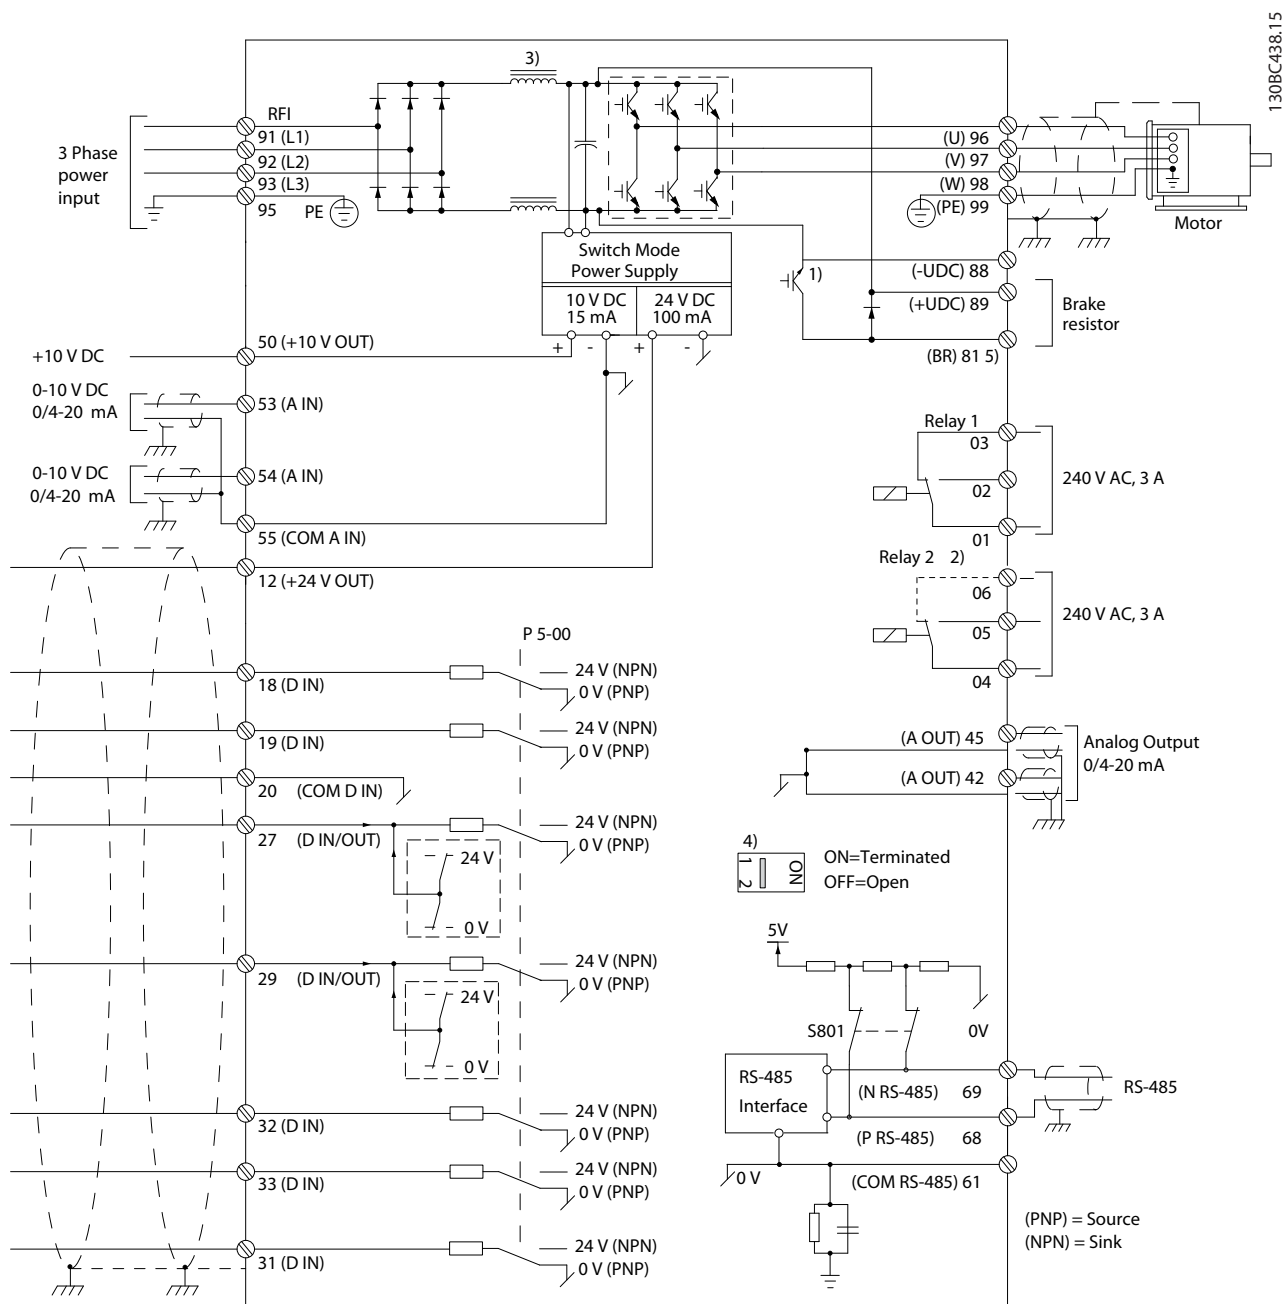 130BC438.15
3)
RFI
3 Phase
power
input
91 (L1)
92 (L2)
93 (L3)
95
PE
(U) 96
(V) 97
(W) 98
(PE) 99
Motor
Switch Mode
Power Supply
10 V DC
15 mA
24 V DC
100 mA
+ - + -
1)
(-UDC) 88
(+UDC) 89
(BR) 81 5)
Brake
resistor
+10 V DC
50 (+10 V OUT)
0-10 V DC
0/4-20 mA
53 (A IN)
0-10 V DC
0/4-20 mA
54 (A IN)
55 (COM A IN)
12 (+24 V OUT)
Relay 1
03
02
01
240 V AC, 3 A
Relay 2 2)
06
05
04
240 V AC, 3 A
P 5-00
18 (D IN)
24 V (NPN)
0 V (PNP)
19 (D IN)
24 V (NPN)
0 V (PNP)
20 (COM D IN)
27 (D IN/OUT)
24 V (NPN)
0 V (PNP)
24 V
0 V
29 (D IN/OUT)
24 V (NPN)
0 V (PNP)
24 V
0 V
32 (D IN)
24 V (NPN)
0 V (PNP)
33 (D IN)
24 V (NPN)
0 V (PNP)
31 (D IN)
24 V (NPN)
0 V (PNP)
(A OUT) 45
(A OUT) 42
Analog Output
0/4-20 mA
4)
1 2
ON
ON=Terminated
OFF=Open
5V
S801
0V
RS-485
Interface
(N RS-485) 69
(P RS-485) 68
RS-485
0 V
(COM RS-485) 61
(PNP) = Source
(NPN) = Sink